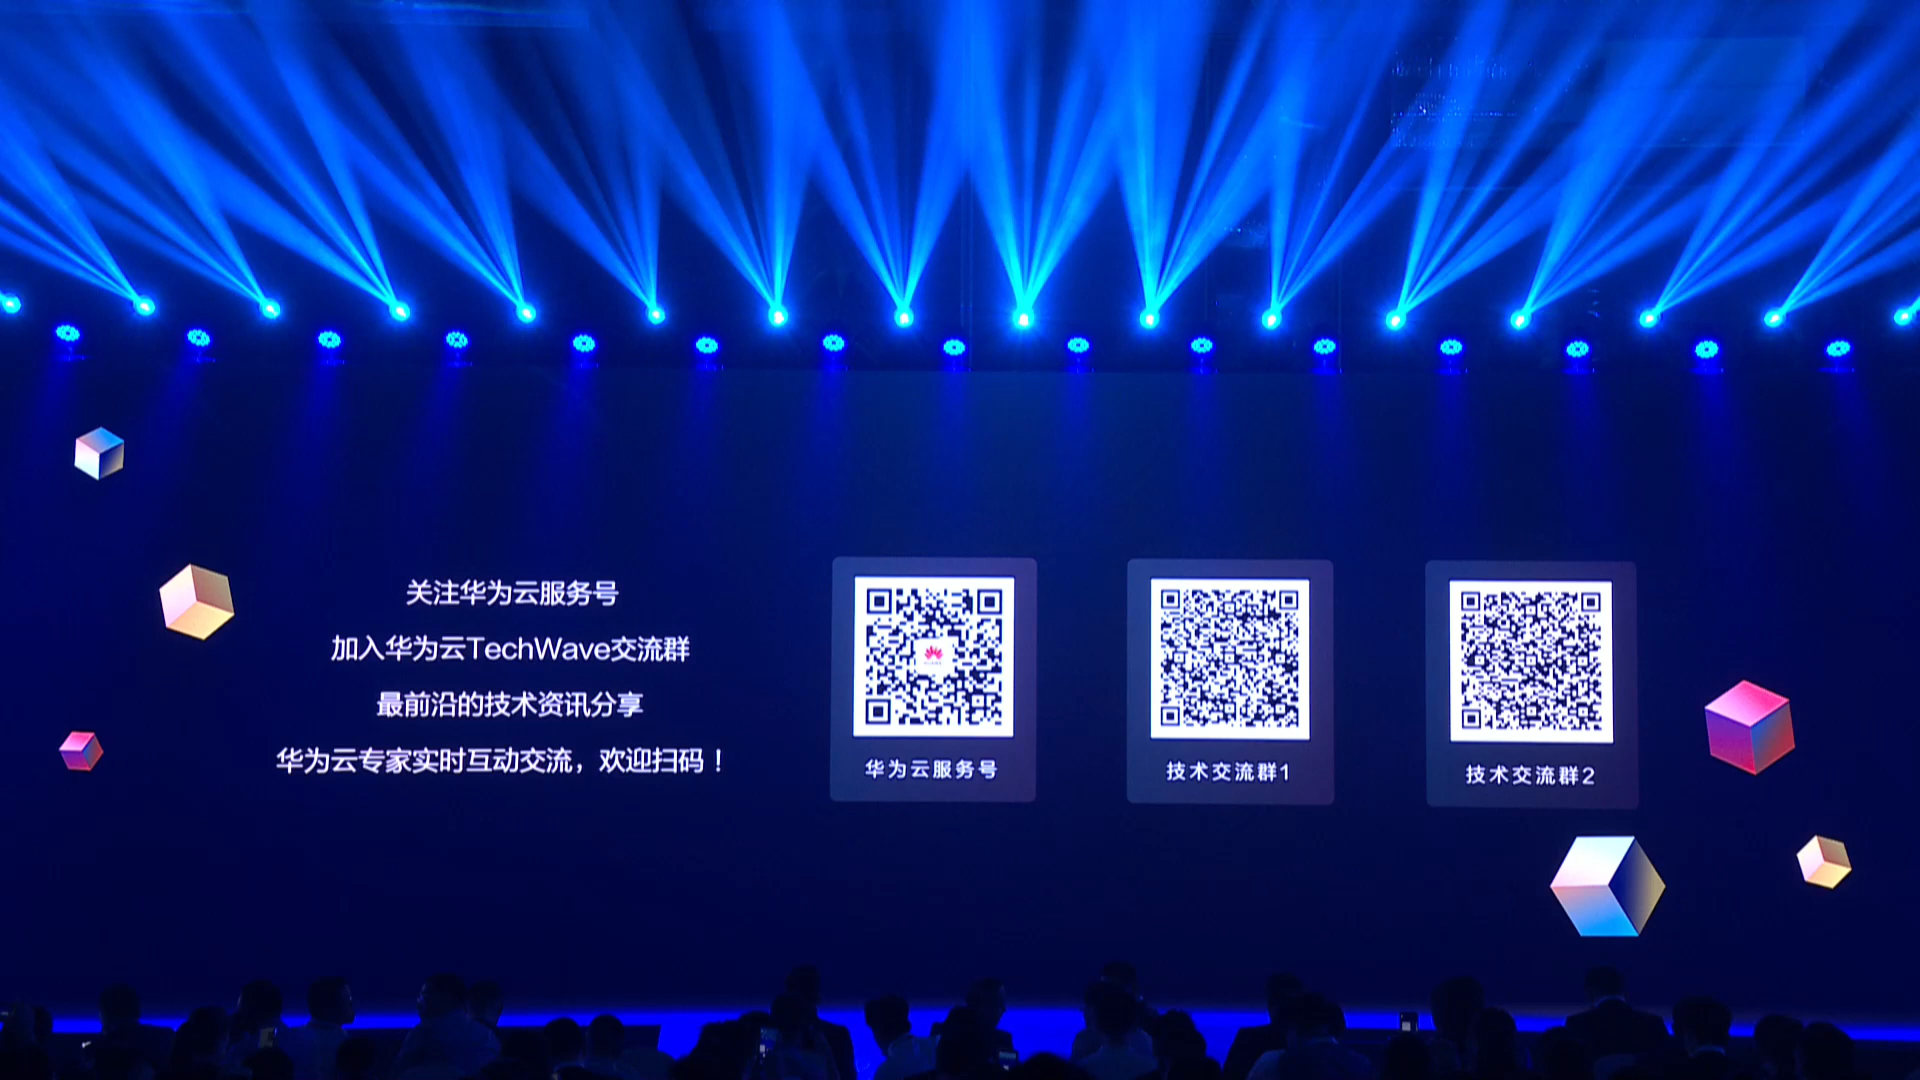 关注华为云服务号
加入华为云TechWave交流群
最前沿的技术资讯分享
华为云专家实时互动交流，欢迎扫码！
华为云服务号
技术交流群1
技术交流群2